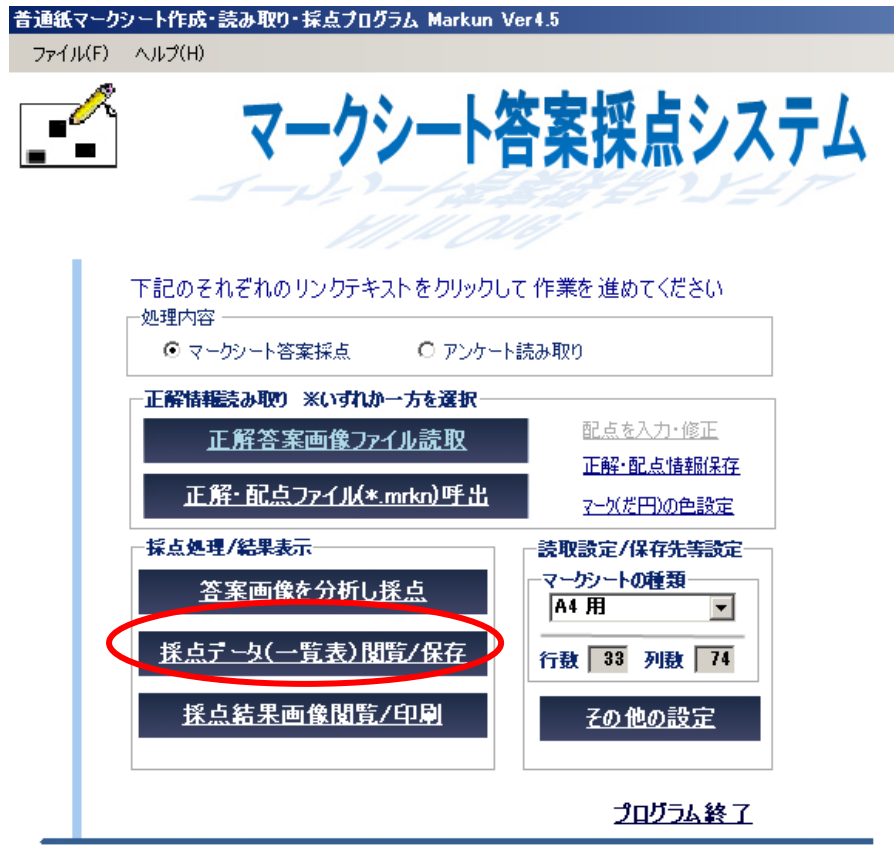 普通紙マークシート作成・読み取り・採点プログラム Markun Ver4.5
ファイル(F) ヘルプ(H)
マークシート答案採点システム
下記のそれぞれのリンクテキストをクリックして作業を進めてください
処理内容
マークシート答案採点 アンケート読み取り
正解情報読み取り ※いずれか一方を選択
正解答案画像ファイル読取
配点を入力・修正
正解・配点情報保存
正解・配点ファイル(*.mrkn)呼出
マーク(だ円)の色設定
採点処理/結果表示
答案画像を分析し採点
採点データ(一覧表)閲覧/保存
採点結果画像閲覧/印刷
読取設定/保存先等設定
マークシートの種類
A4 用
行数 33 列数 74
その他の設定
プログラム終了